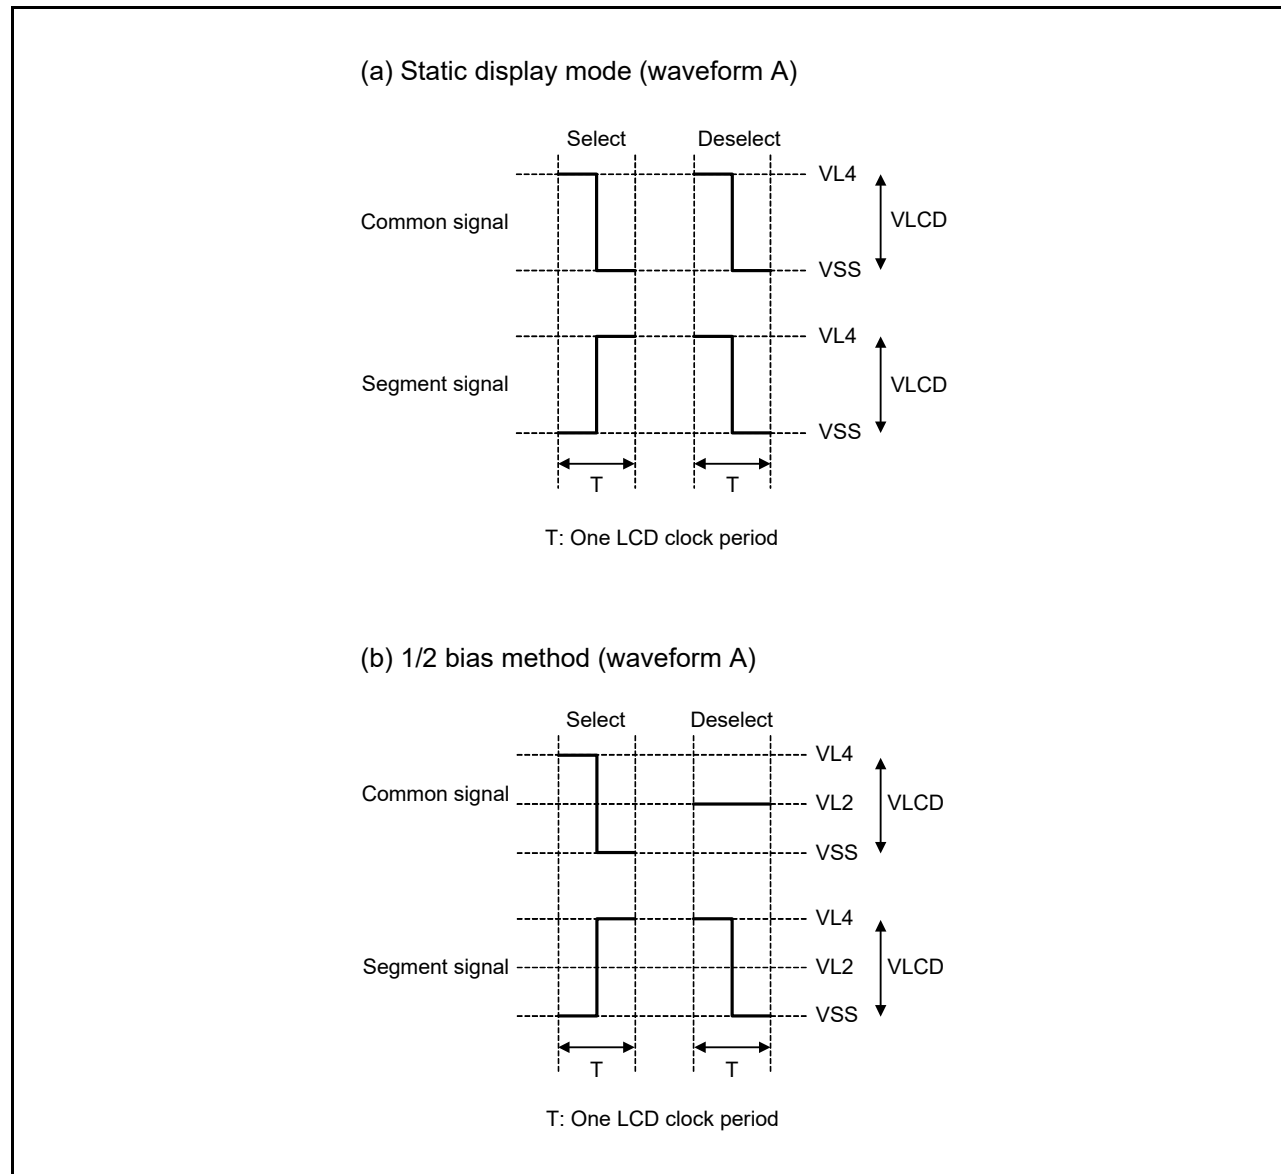 (a) Static display mode (waveform A)
Select Deselect
VL4
Common signal VLCD
VSS
VL4
Segment signal VLCD
VSS
T T
T: One LCD clock period
(b) 1/2 bias method (waveform A)
Select Deselect
VL4
Common signal VL2 VLCD
VSS
VL4
Segment signal VL2 VLCD
VSS
T T
T: One LCD clock period